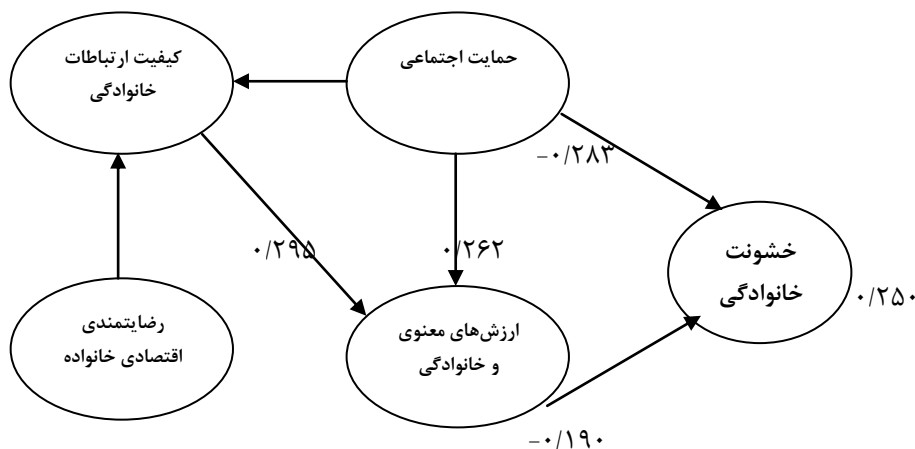 کیفیت ارتباطات
خانوادگی
حمایت اجتماعی
-۰/۲۸۳
۰/۲۹۵
۰/۲۶۲
خشونت
خانوادگی
۰/۲۵۰
رضایتمندی
اقتصادی خانواده
ارزش‌های معنوی
و خانوادگی
-۰/۱۹۰